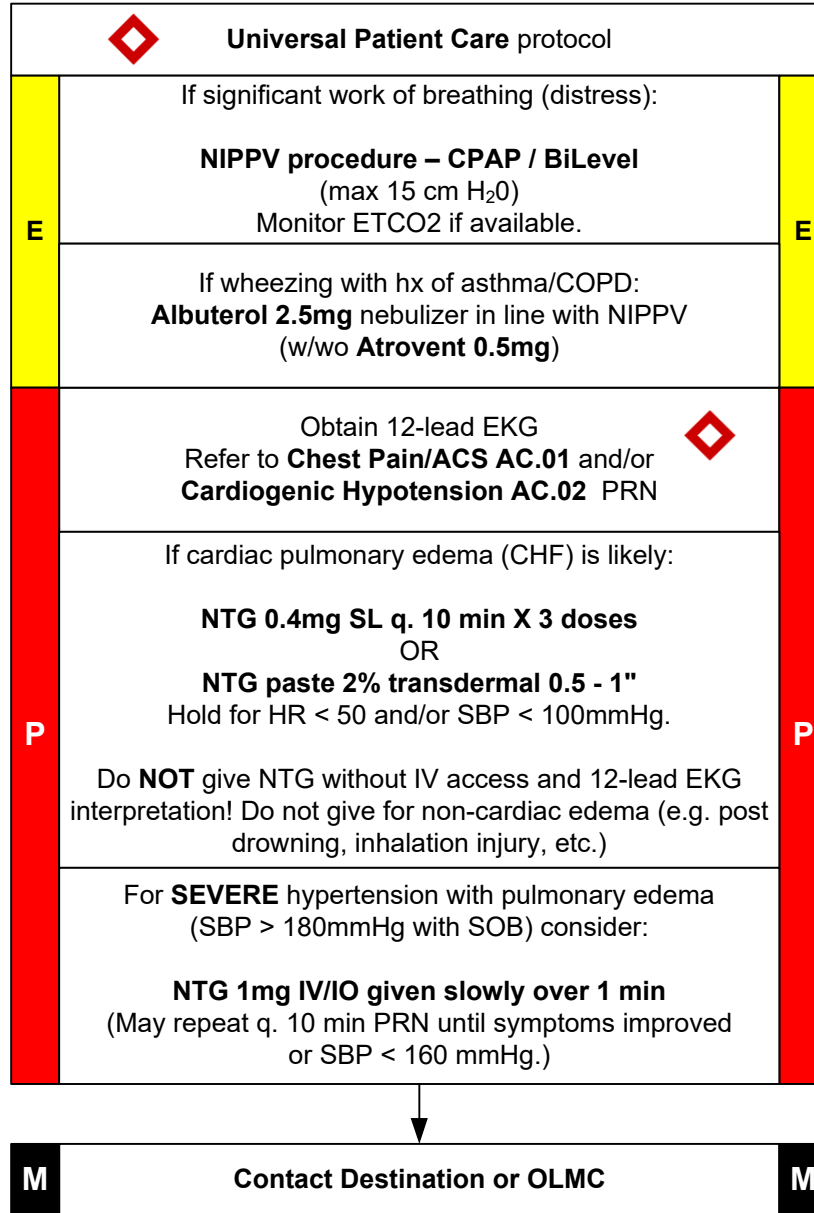 Universal Patient Care protocol
If significant work of breathing (distress):
NIPPV procedure – CPAP / BiLevel
(max 15 cm H₂0)
Monitor ETCO2 if available.
E
E
If wheezing with hx of asthma/COPD:
Albuterol 2.5mg nebulizer in line with NIPPV
(w/wo Atrovent 0.5mg)
Obtain 12-lead EKG
Refer to Chest Pain/ACS AC.01 and/or
Cardiogenic Hypotension AC.02 PRN
If cardiac pulmonary edema (CHF) is likely:
NTG 0.4mg SL q. 10 min X 3 doses
OR
NTG paste 2% transdermal 0.5 - 1"
Hold for HR < 50 and/or SBP < 100mmHg.
P
P
Do NOT give NTG without IV access and 12-lead EKG
interpretation! Do not give for non-cardiac edema (e.g. post
drowning, inhalation injury, etc.)
For SEVERE hypertension with pulmonary edema
(SBP > 180mmHg with SOB) consider:
NTG 1mg IV/IO given slowly over 1 min
(May repeat q. 10 min PRN until symptoms improved
or SBP < 160 mmHg.)
M
Contact Destination or OLMC
M